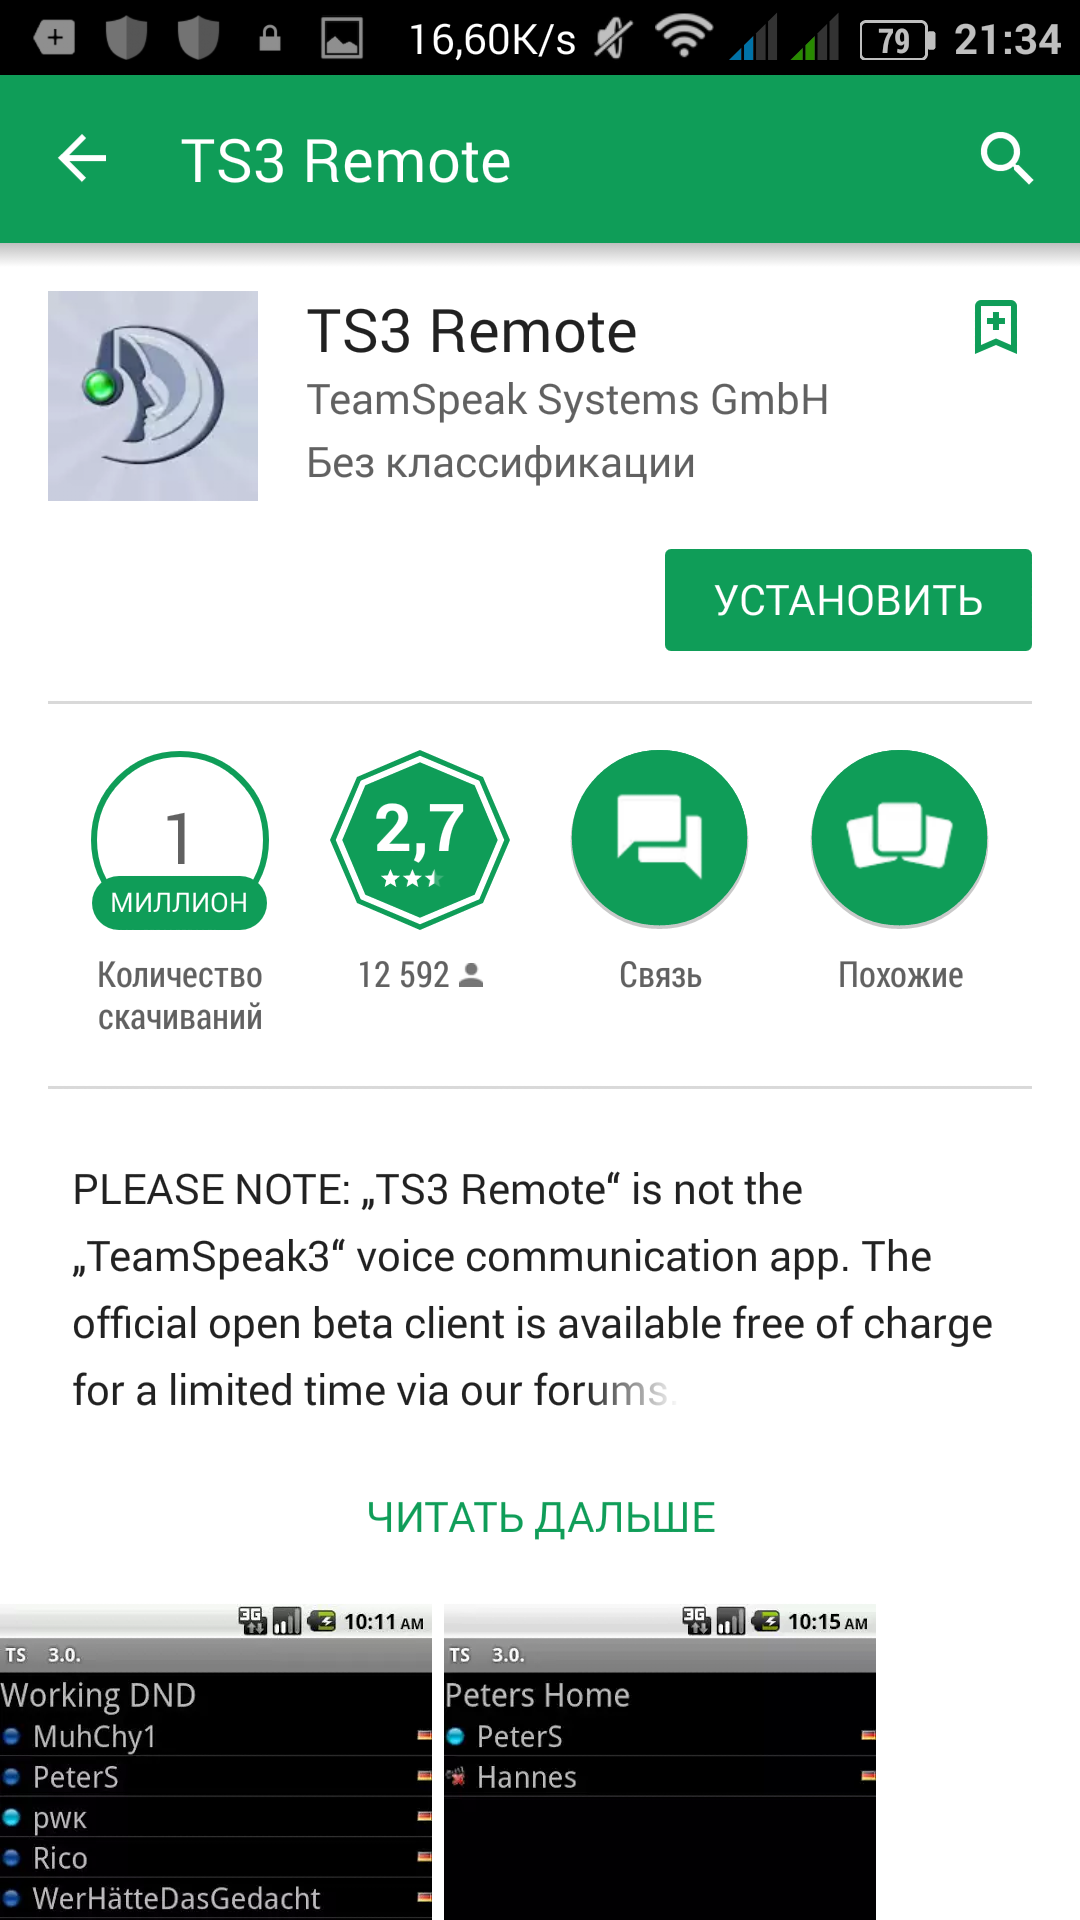 16,60K/s 79 21:34
TS3 Remote
TS3 Remote
TeamSpeak Systems GmbH
Без классификации
УСТАНОВИТЬ
1
МИЛЛИОН
Количество
скачиваний
2,7
12 592
Связь
Похожие
PLEASE NOTE: „TS3 Remote“ is not the
„TeamSpeak3“ voice communication app. The
official open beta client is available free of charge
for a limited time via our forums.
ЧИТАТЬ ДАЛЬШЕ
3G 10:11 AM
TS 3.0.
Working DND
MuhChy1
PeterS
pwk
Rico
WerHätteDasGedacht
3G 10:15 AM
TS 3.0.
Peters Home
PeterS
Hannes